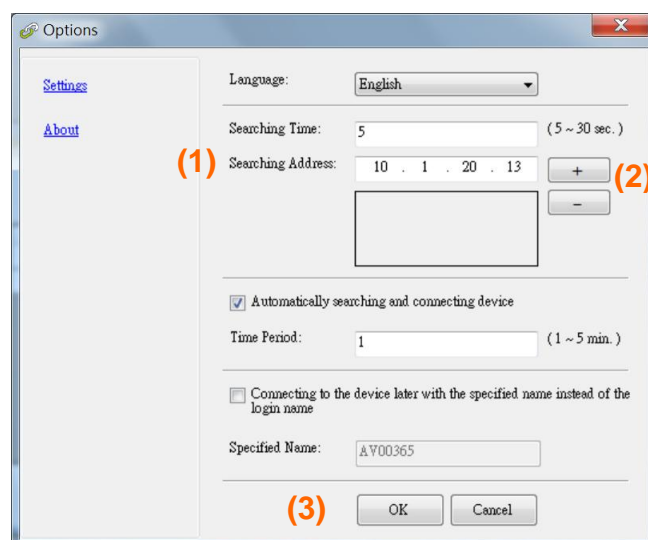 Options
Settings
About
Language: English
Searching Time: 5 ( 5 ~ 30 sec. )
(1) Searching Address: 10 . 1 . 20 . 13 + (2)
-
Automatically searching and connecting device
Time Period: 1 ( 1 ~ 5 min. )
Connecting to the device later with the specified name instead of the
login name
Specified Name: AV00365
(3) OK Cancel